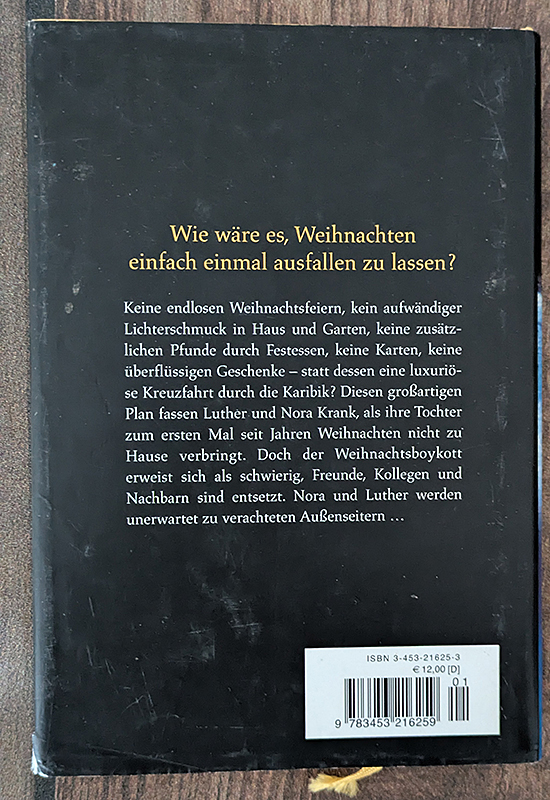 Wie wäre es, Weihnachten
einfach einmal ausfallen zu lassen?
Keine endlosen Weihnachtsfeiern, kein aufwändiger
Lichterschmuck in Haus und Garten, keine zusätz-
lichen Pfunde durch Festessen, keine Karten, keine
überflüssigen Geschenke – statt dessen eine luxuriö-
se Kreuzfahrt durch die Karibik? Diesen großartigen
Plan fassen Luther und Nora Krank, als ihre Tochter
zum ersten Mal seit Jahren Weihnachten nicht zu
Hause verbringt. Doch der Weihnachtsboykott
erweist sich als schwierig, Freunde, Kollegen und
Nachbarn sind entsetzt. Nora und Luther werden
unerwartet zu verachteten Außenseitern ...
ISBN 3-453-21625-3
€ 12,00 [D]
01
9 783453 216259